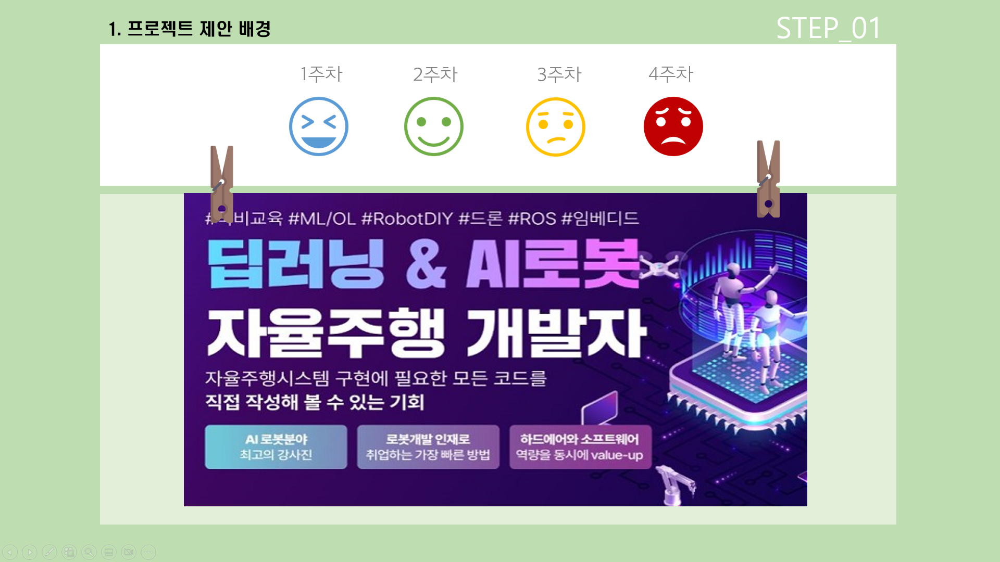 1. 프로젝트 제안 배경
STEP_01
1주차 2주차 3주차 4주차
비교육 #ML/OL #RobotDIY #드론 #ROS #임베디드
딥러닝 & AI로봇
자율주행 개발자
자율주행시스템 구현에 필요한 모든 코드를
직접 작성해 볼 수 있는 기회
AI 로봇분야
최고의 강사진
로봇개발 인재로
취업하는 가장 빠른 방법
하드에어와 소프트웨어
역량을 동시에 value-up